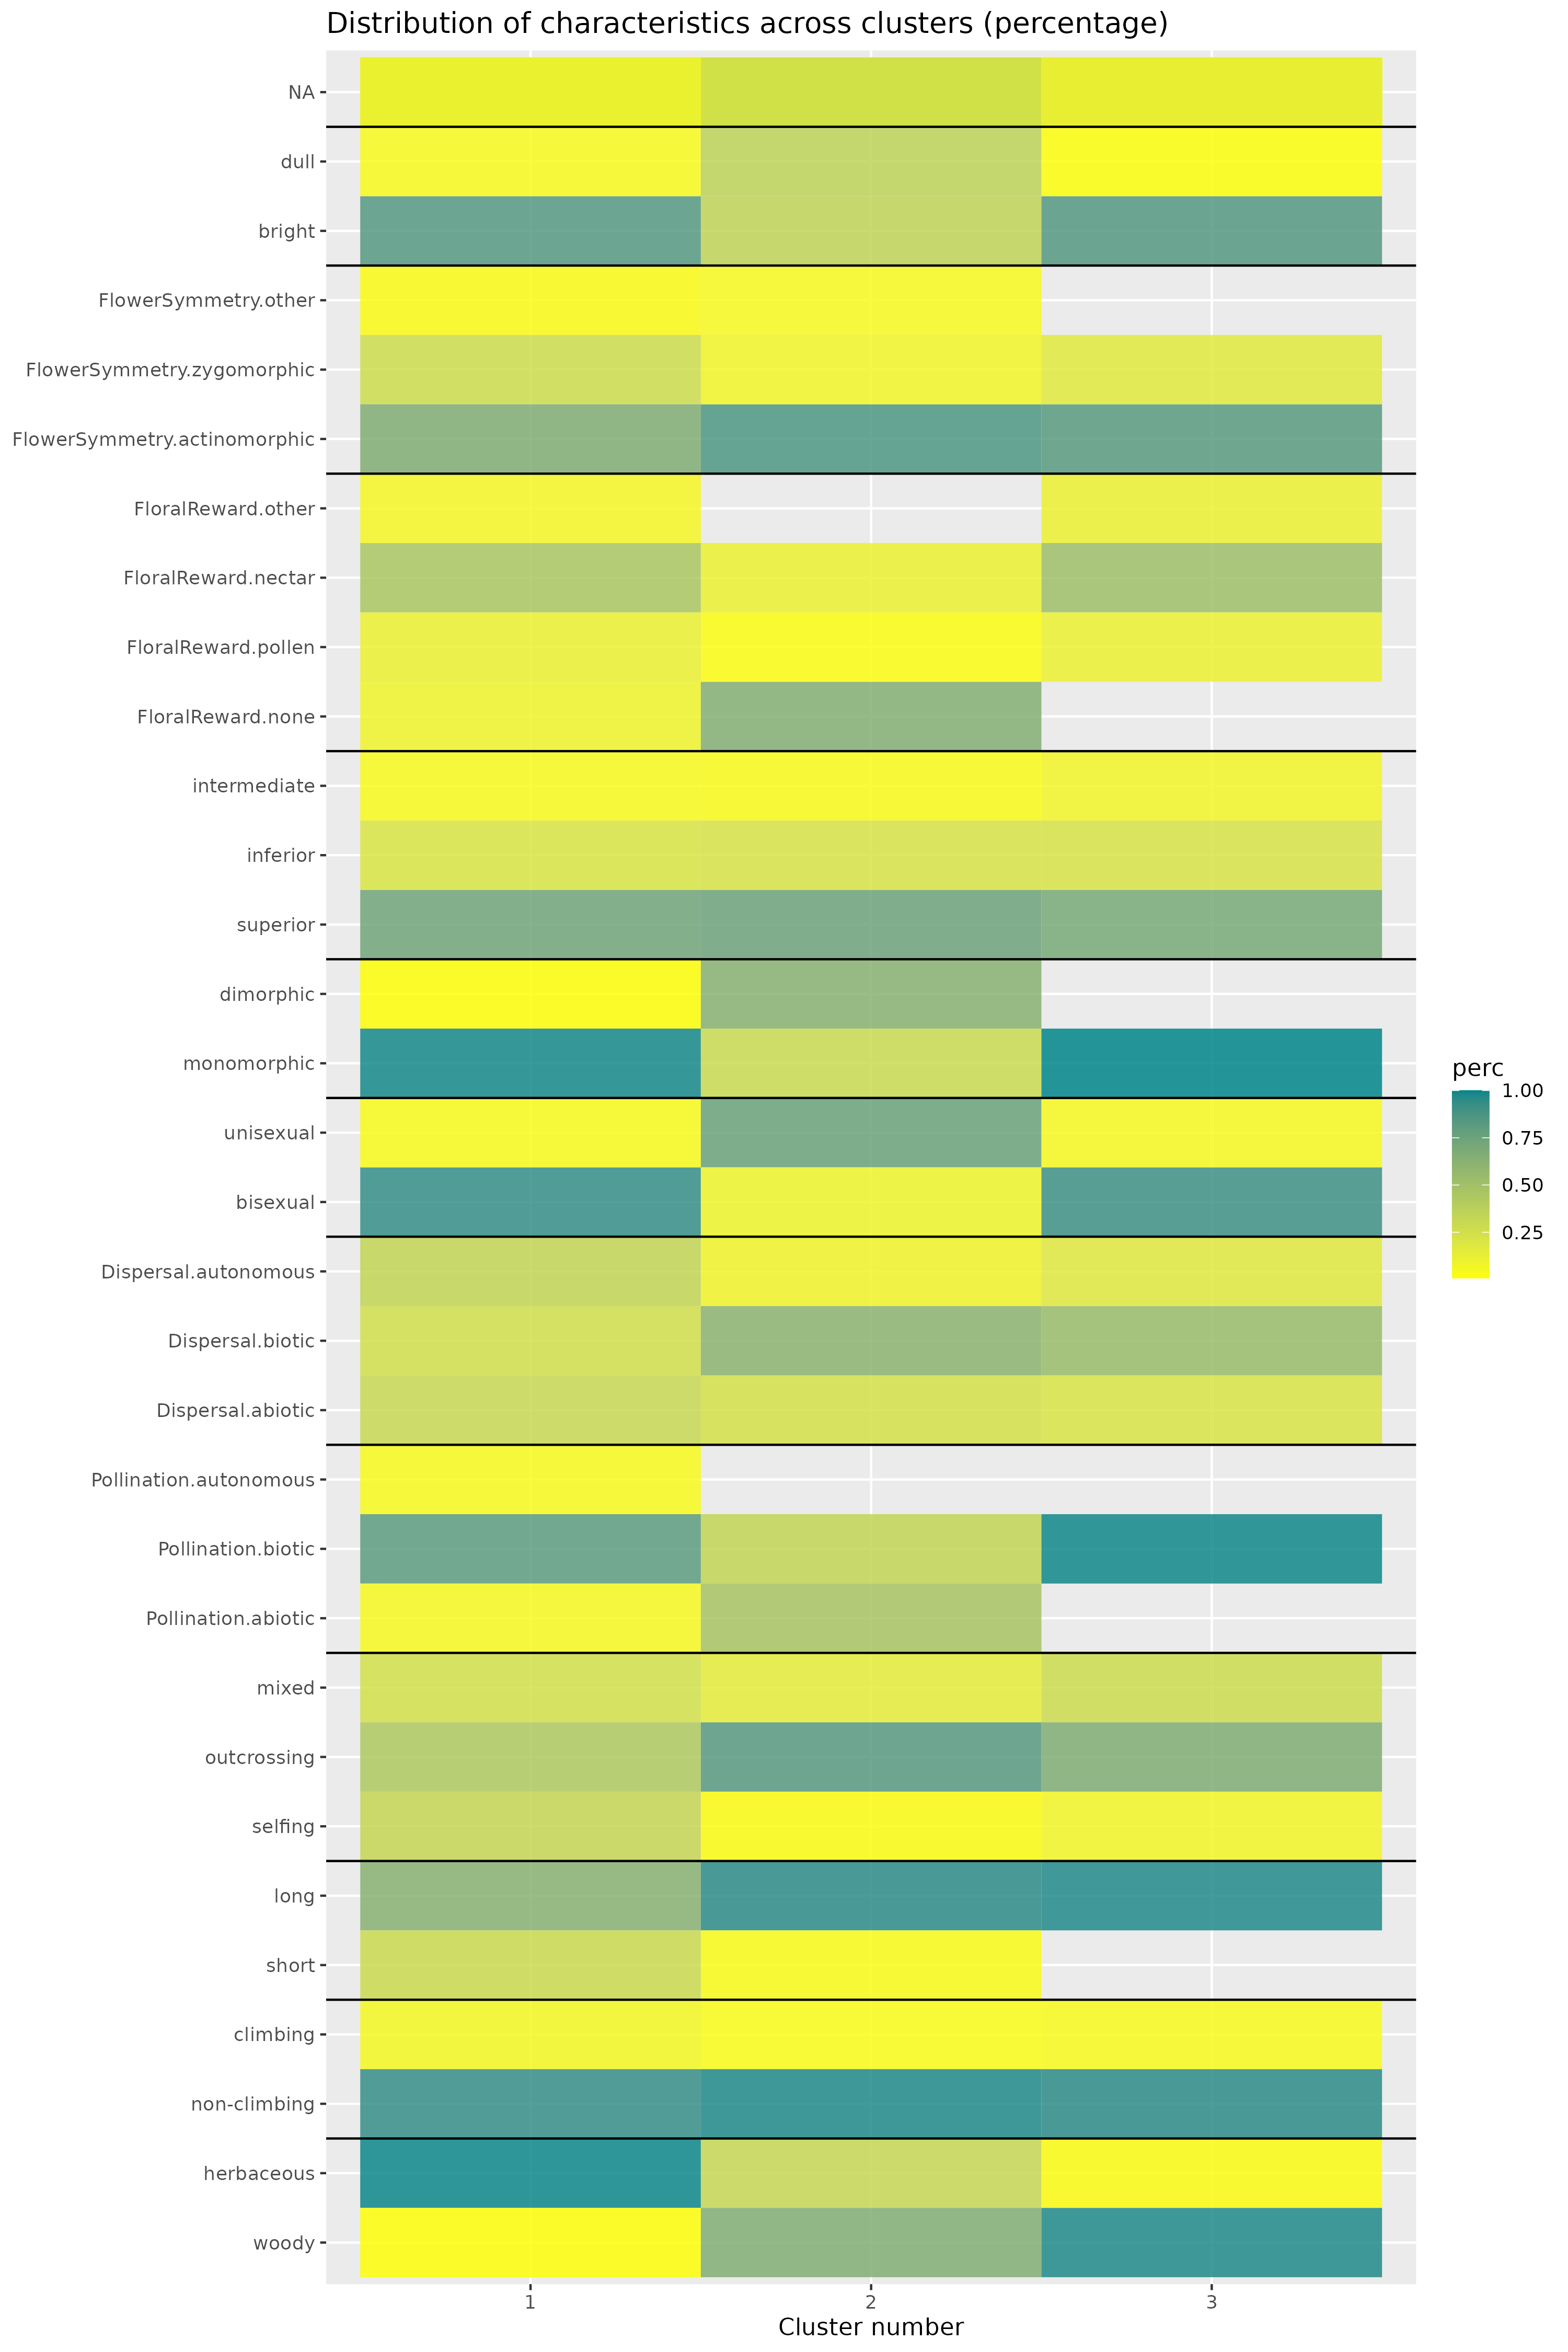 Distribution of characteristics across clusters (percentage)
NA
dull
bright
FlowerSymmetry.other
FlowerSymmetry.zygomorphic
FlowerSymmetry.actinomorphic
FloralReward.other
FloralReward.nectar
FloralReward.pollen
FloralReward.none
intermediate
inferior
superior
dimorphic
monomorphic
unisexual
bisexual
Dispersal.autonomous
Dispersal.biotic
Dispersal.abiotic
Pollination.autonomous
Pollination.biotic
Pollination.abiotic
mixed
outcrossing
selfing
long
short
climbing
non-climbing
herbaceous
woody
1
2
3
Cluster number
perc
1.00
0.75
0.50
0.25